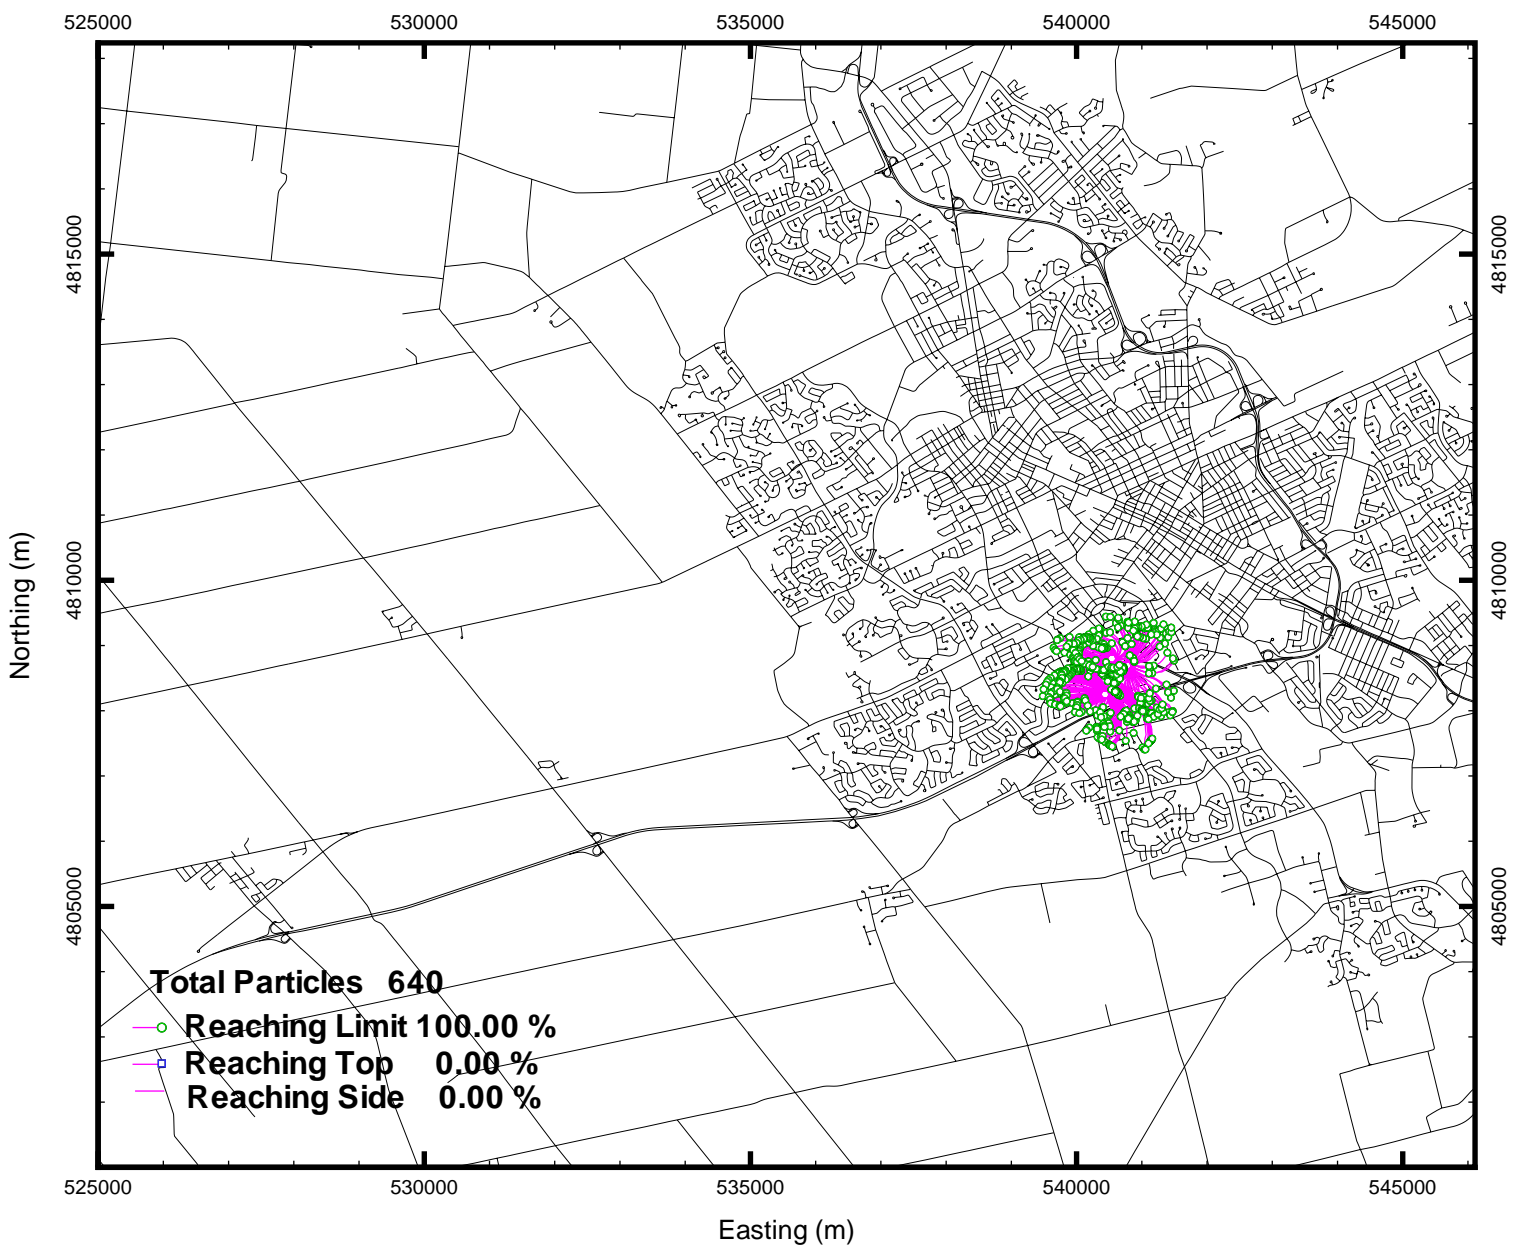 525000 530000 535000 540000 545000
4815000 4815000
4810000 4810000
Northing (m)
4805000 4805000
Total Particles 640
Reaching Limit 100.00 %
Reaching Top 0.00 %
Reaching Side 0.00 %
525000 530000 535000 540000 545000
Easting (m)